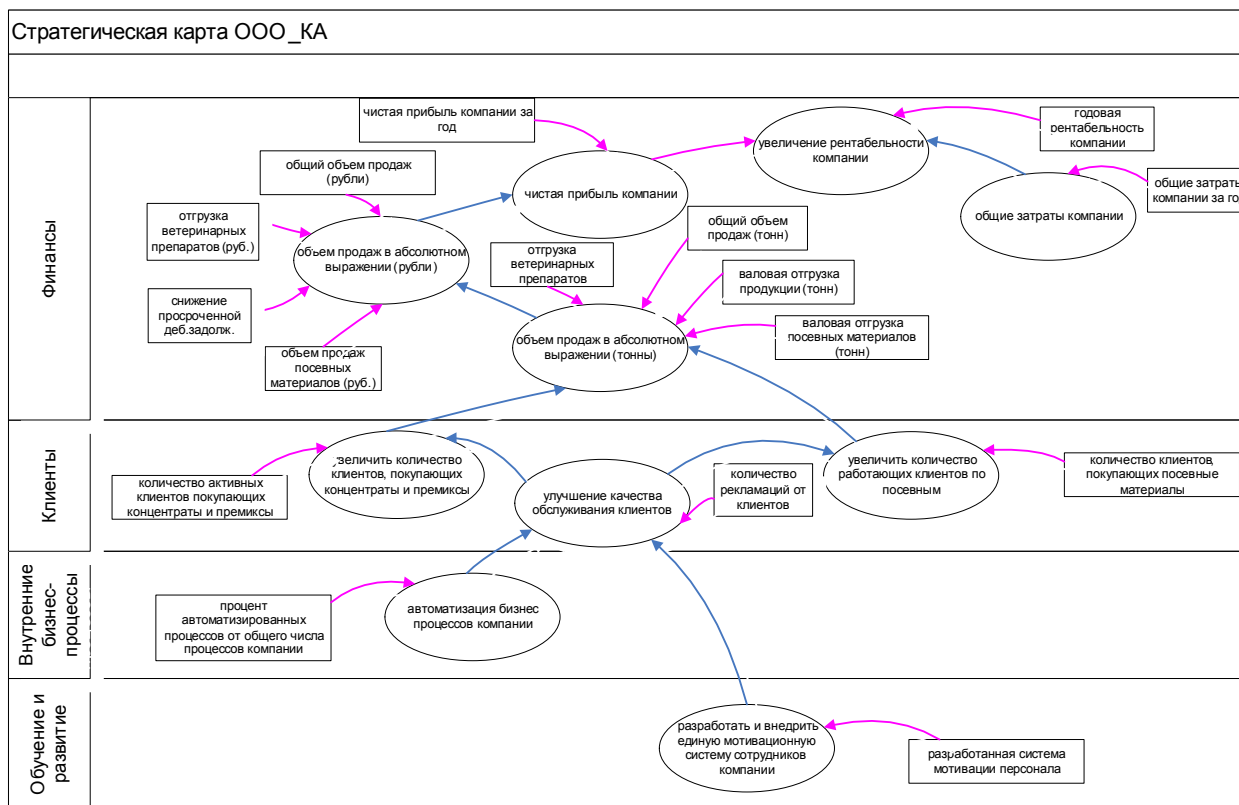 Стратегическая карта ООО_КА
Финансы
чистая прибыль компании за
год
увеличение рентабельности
компании
годовая
рентабельность
компании
общий объем продаж
(рубли)
чистая прибыль компании
общие затраты
компании за го
общие затраты компании
отгрузка
ветеринарных
препаратов (руб.)
объем продаж в абсолютном
выражении (рубли)
отгрузка
ветеринарных
препаратов
общий объем
продаж (тонн)
валовая отгрузка
продукции (тонн)
снижение
просроченной
деб.задолж.
объем продаж в абсолютном
выражении (тонны)
валовая отгрузка
посевных материалов
(тонн)
объем продаж
посевных
материалов (руб.)
Клиенты
количество активных
клиентов покупающих
концентраты и премиксы
увеличить количество
клиентов, покупающих
концентраты и премиксы
улучшение качества
обслуживания клиентов
количество
рекламаций от
клиентов
увеличить количество
работающих клиентов по
посевным
количество клиентов,
покупающих посевные
материалы
Внутренние
бизнес-
процессы
процент
автоматизированных
процессов от общего числа
процессов компании
автоматизация бизнес
процессов компании
Обучение и
развитие
разработать и внедрить
единую мотивационную
систему сотрудников
компании
разработанная система
мотивации персонала